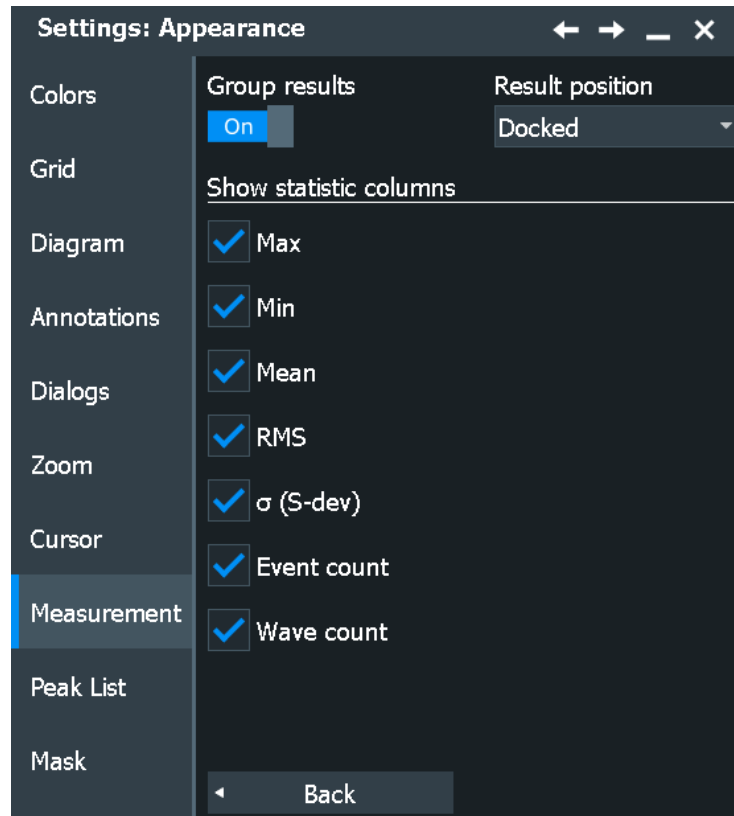 Settings: Appearance
Colors
Grid
Diagram
Annotations
Dialogs
Zoom
Cursor
Measurement
Peak List
Mask
Group results
On
Result position
Docked
Show statistic columns
Max
Min
Mean
RMS
σ (S-dev)
Event count
Wave count
Back